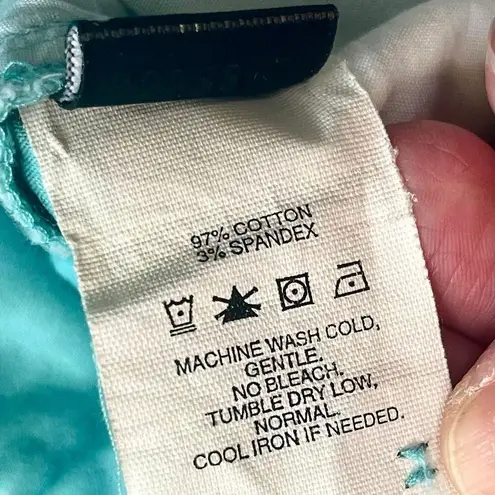 97% COTTON
3% SPANDEX
MACHINE WASH COLD,
GENTLE.
NO BLEACH.
TUMBLE DRY LOW,
NORMAL.
COOL IRON IF NEEDED.